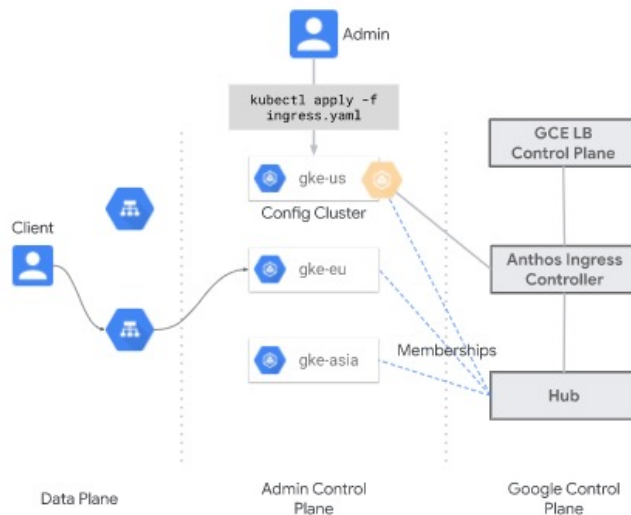 Admin
kubectl apply -f
ingress.yaml
GCE LB
Control Plane
gke-us
Config Cluster
Client
Anthos Ingress
Controller
gke-eu
Memberships
gke-asia
Hub
Data Plane
Admin Control
Plane
Google Control
Plane